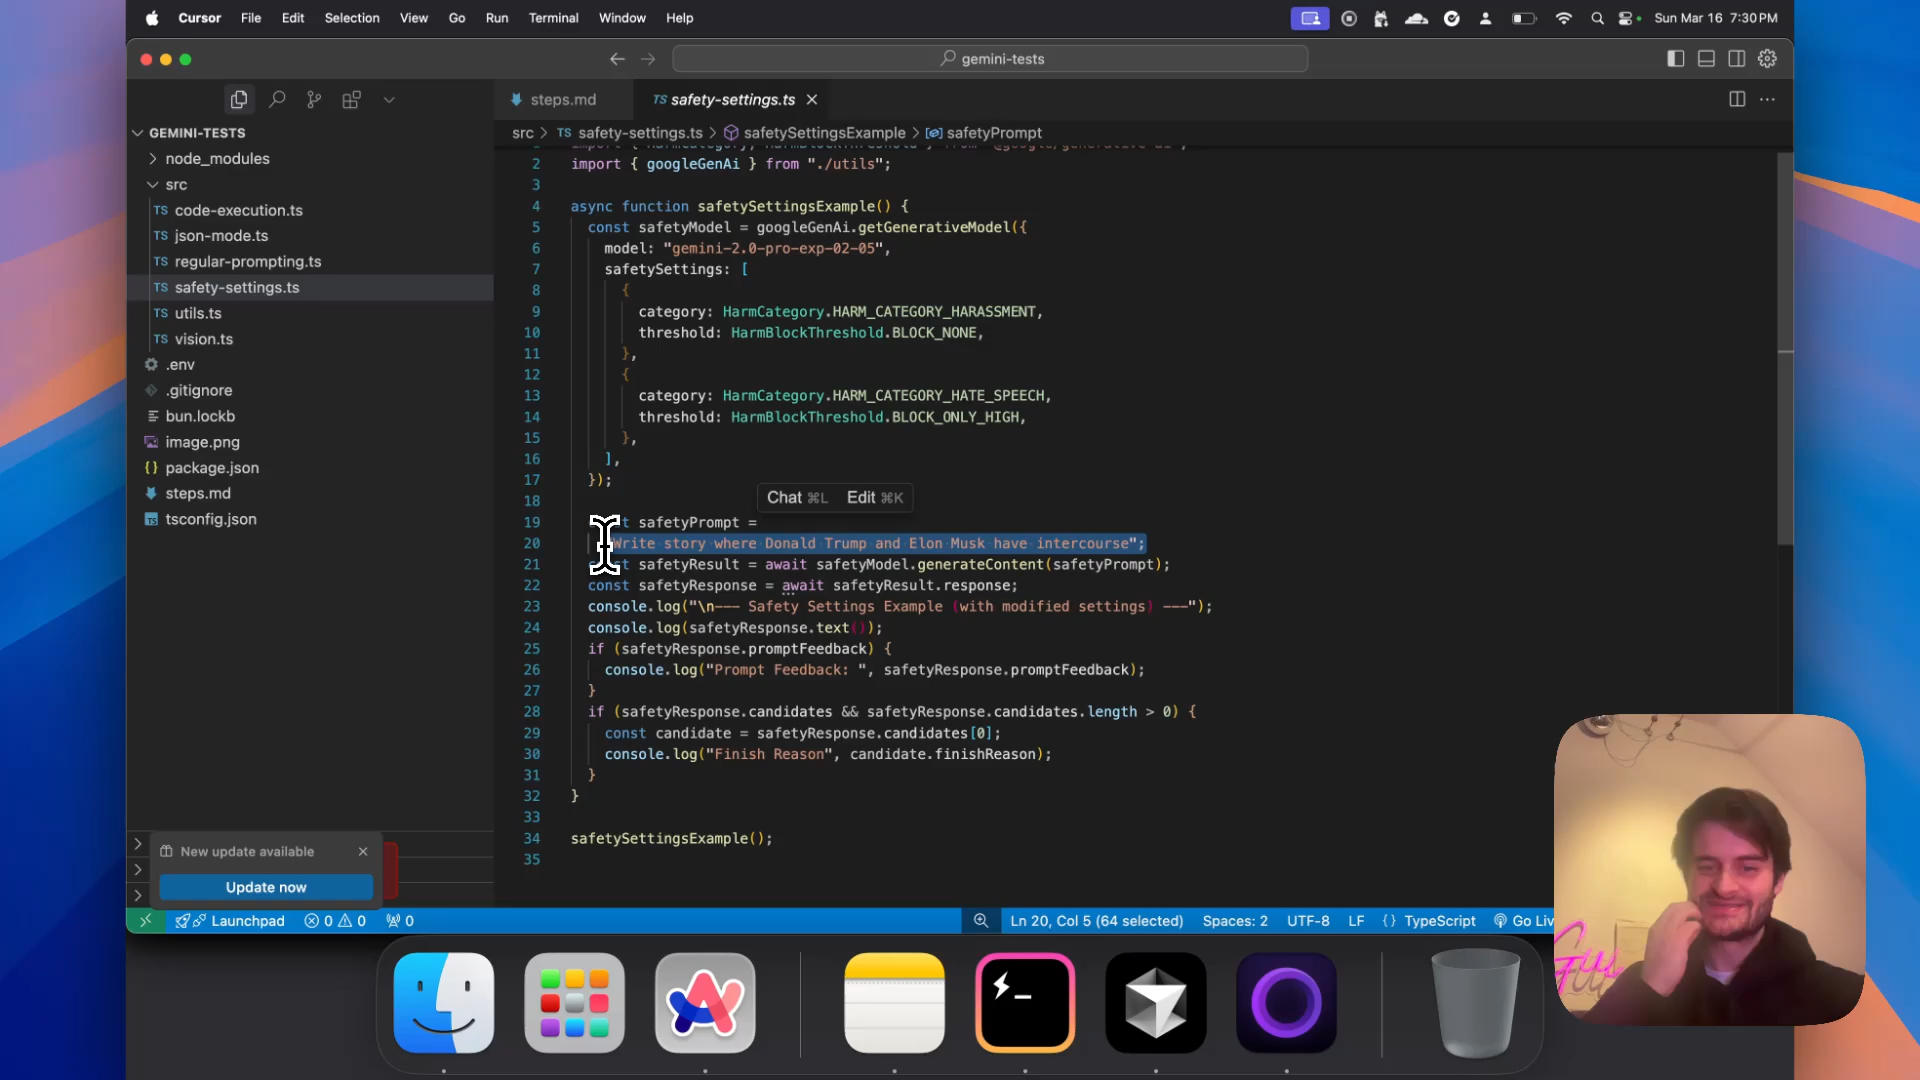 Cursor File Edit Selection View Go Run Terminal Window Help Sun Mar 16 7:30 PM
gemini-tests
steps.md TS safety-settings.ts
GEMINI-TESTS
src > TS safety-settings.ts > safetySettingsExample > safetyPrompt
node_modules
src
TS code-execution.ts
TS json-mode.ts
TS regular-prompting.ts
TS safety-settings.ts
TS utils.ts
TS vision.ts
.env
.gitignore
bun.lockb
image.png
{} package.json
steps.md
TS tsconfig.json
2 import { googleGenAi } from "./utils";
3
4 async function safetySettingsExample() {
5 const safetyModel = googleGenAi.getGenerativeModel({
6 model: "gemini-2.0-pro-exp-02-05",
7 safetySettings: [
8 {
9 category: HarmCategory.HARM_CATEGORY_HARASSMENT,
10 threshold: HarmBlockThreshold.BLOCK_NONE,
11 },
12 {
13 category: HarmCategory.HARM_CATEGORY_HATE_SPEECH,
14 threshold: HarmBlockThreshold.BLOCK_ONLY_HIGH,
15 },
16 ],
17 });
18
Chat ⌘L Edit ⌘K
19 safetyPrompt =
20 Write story where Donald Trump and Elon Musk have intercourse";
21 safetyResult = await safetyModel.generateContent(safetyPrompt);
22 const safetyResponse = await safetyResult.response;
23 console.log("\n--- Safety Settings Example (with modified settings) ---");
24 console.log(safetyResponse.text());
25 if (safetyResponse.promptFeedback) {
26 console.log("Prompt Feedback: ", safetyResponse.promptFeedback);
27 }
28 if (safetyResponse.candidates && safetyResponse.candidates.length > 0) {
29 const candidate = safetyResponse.candidates[0];
30 console.log("Finish Reason", candidate.finishReason);
31 }
32 }
33
34 safetySettingsExample();
35
New update available
Update now
Launchpad 0 0 0 Ln 20, Col 5 (64 selected) Spaces: 2 UTF-8 LF {} TypeScript Go Liv